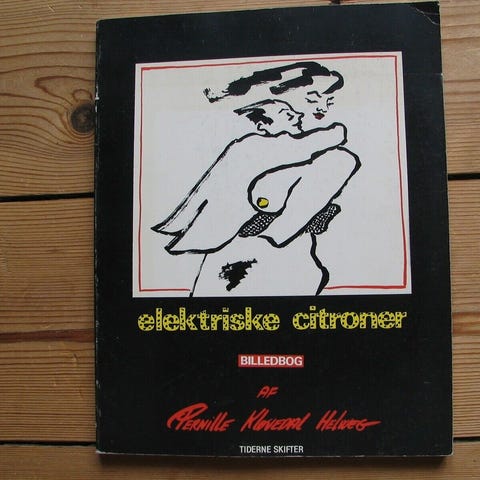 elektriske citroner
BILLEDBOG
AF
Pernille Kløvedal Helweg
TIDERNE SKIFTER